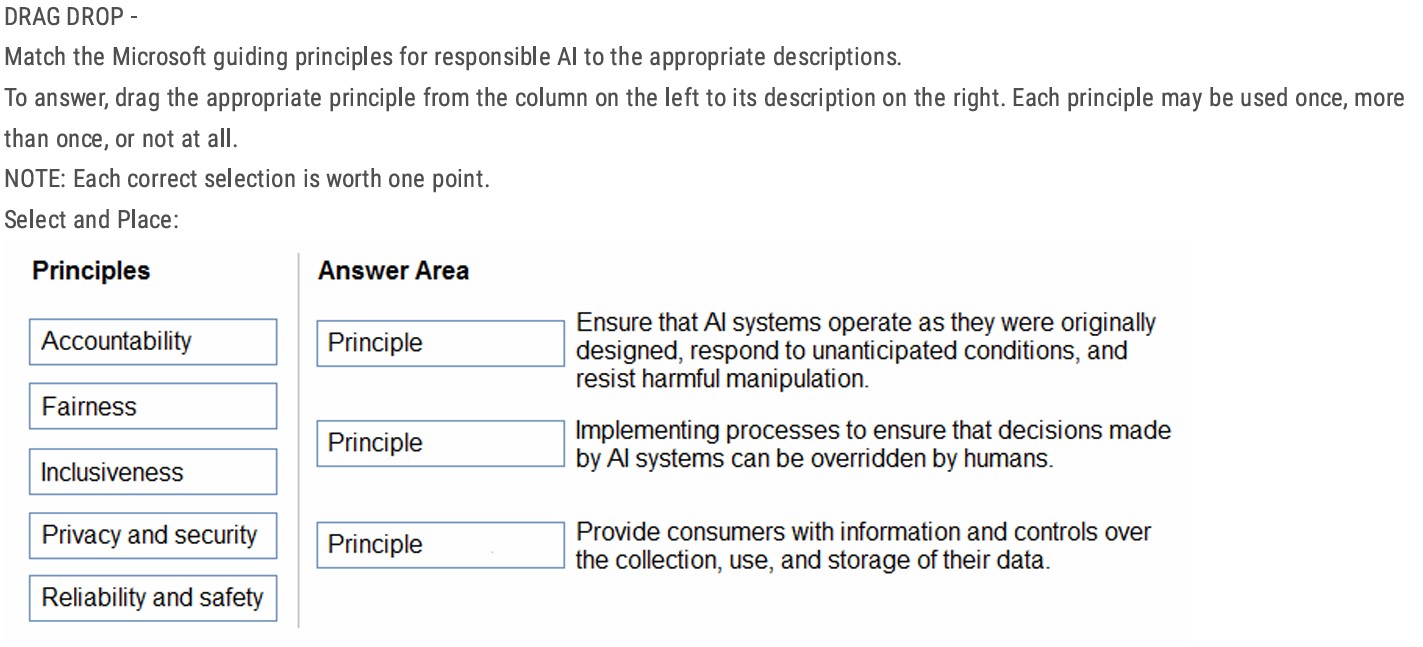 DRAG DROP -
Match the Microsoft guiding principles for responsible AI to the appropriate descriptions.
To answer, drag the appropriate principle from the column on the left to its description on the right. Each principle may be used once, more
than once, or not at all.
NOTE: Each correct selection is worth one point.
Select and Place:
Principles
Accountability
Fairness
Inclusiveness
Privacy and security
Reliability and safety
Answer Area
Principle
Ensure that AI systems operate as they were originally
designed, respond to unanticipated conditions, and
resist harmful manipulation.
Principle
Implementing processes to ensure that decisions made
by AI systems can be overridden by humans.
Principle
Provide consumers with information and controls over
the collection, use, and storage of their data.